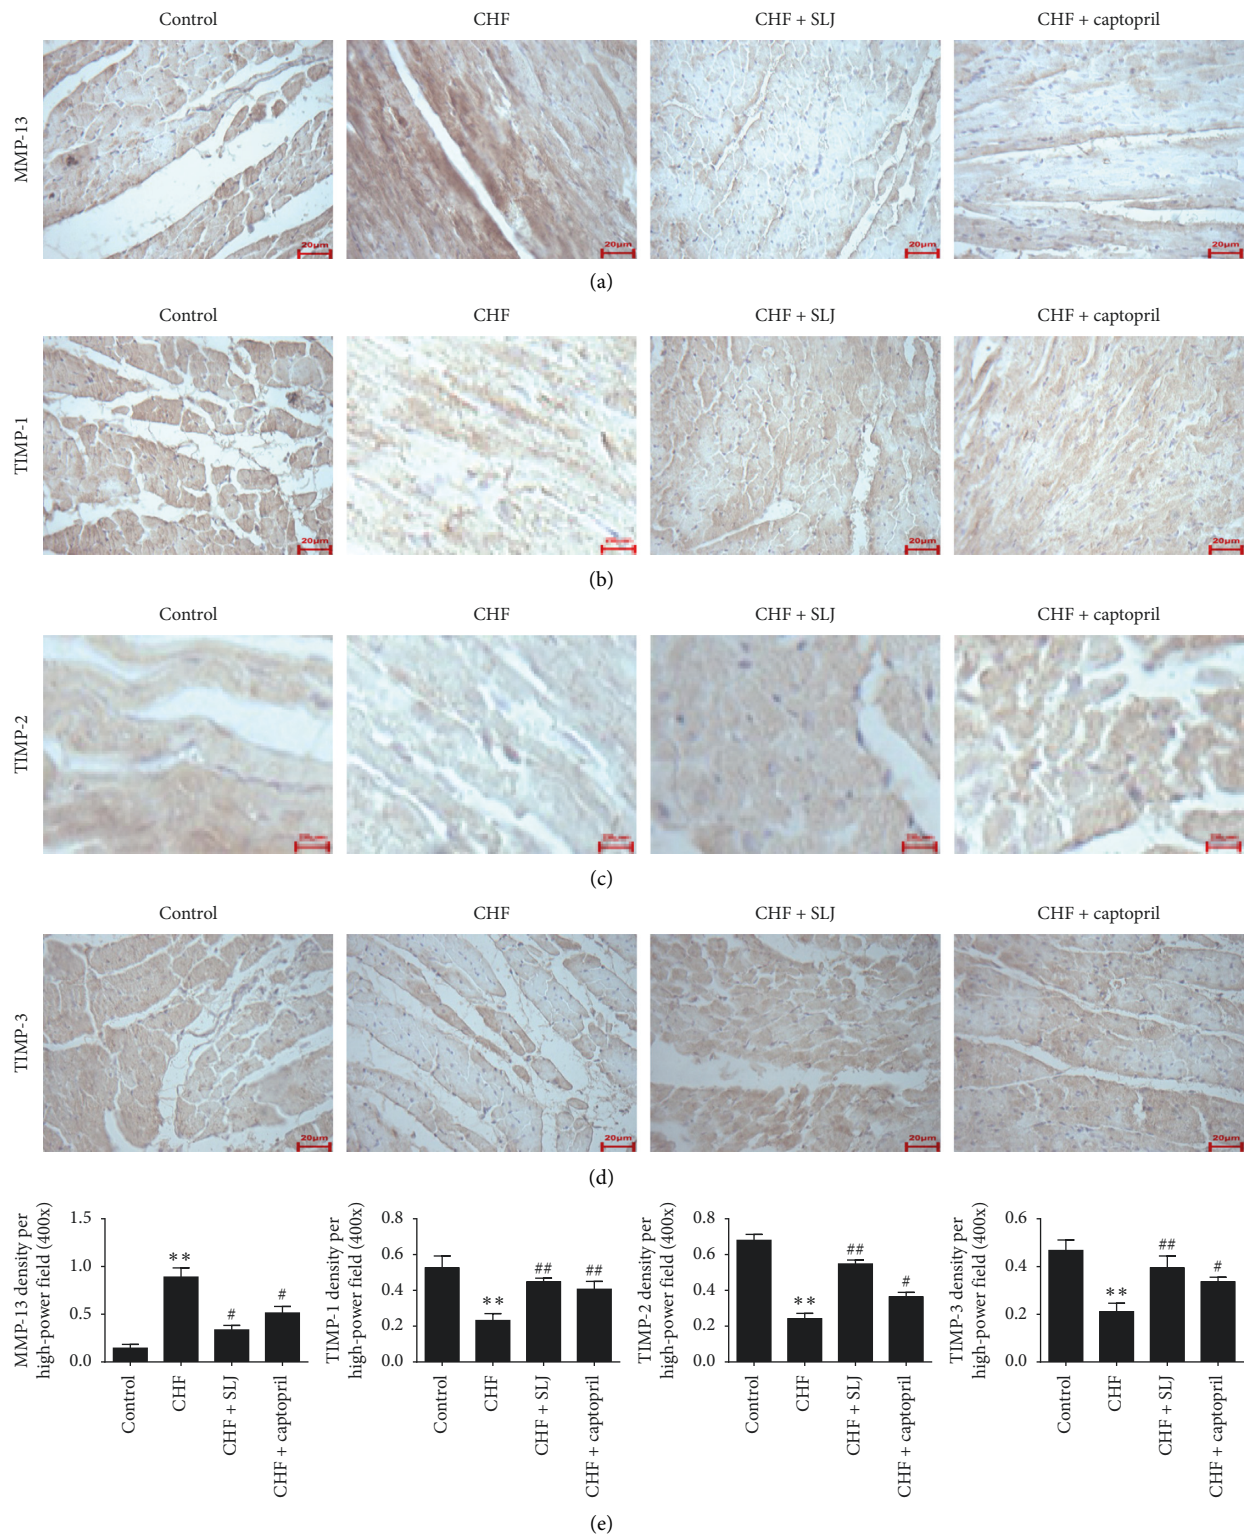 Control CHF CHF + SLJ CHF + captopril
MMP-13
20μm 20μm 20μm 20μm
(a)
Control CHF CHF + SLJ CHF + captopril
TIMP-1
20μm 20μm 20μm
(b)
Control CHF CHF + SLJ CHF + captopril
TIMP-2
(c)
Control CHF CHF + SLJ CHF + captopril
TIMP-3
20μm 20μm 20μm 20μm
(d)
MMP-13 density per
high-power field (400x)
1.5
1.0
0.5
0.0
**
#
#
Control
CHF
CHF + SLJ
CHF + captopril
TIMP-1 density per
high-power field (400x)
0.8
0.6
0.4
0.2
0.0
**
##
##
Control
CHF
CHF + SLJ
CHF + captopril
TIMP-2 density per
high-power field (400x)
0.8
0.6
0.4
0.2
0.0
**
##
#
Control
CHF
CHF + SLJ
CHF + captopril
TIMP-3 density per
high-power field (400x)
0.6
0.4
0.2
0.0
**
##
#
Control
CHF
CHF + SLJ
CHF + captopril
(e)